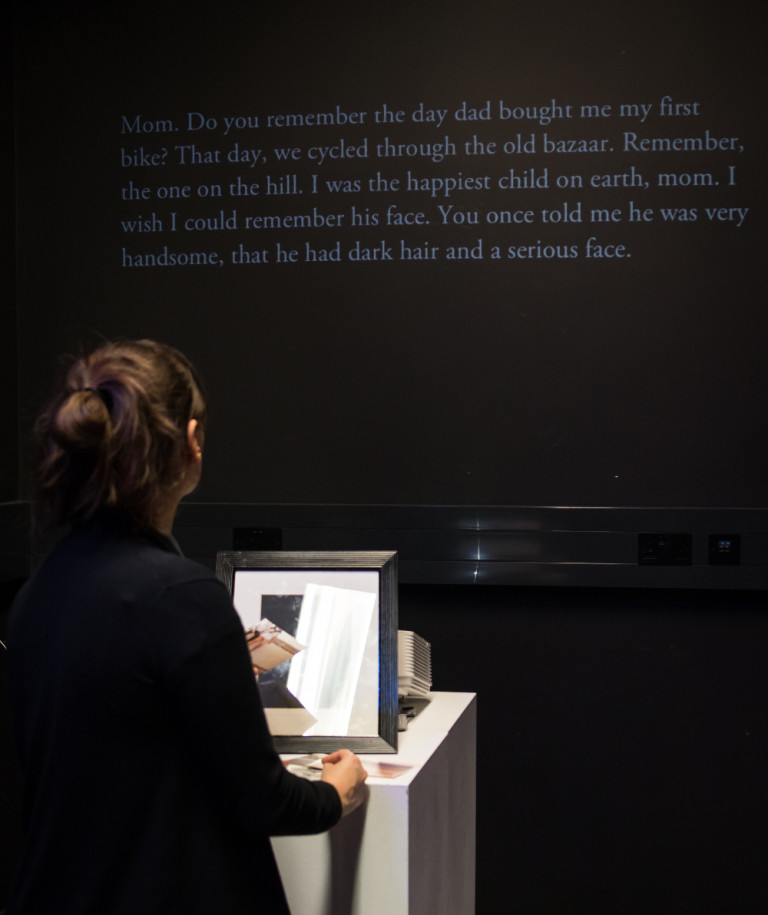 Mom. Do you remember the day dad bought me my first
bike? That day, we cycled through the old bazaar. Remember,
the one on the hill. I was the happiest child on earth, mom. I
wish I could remember his face. You once told me he was very
handsome, that he had dark hair and a serious face.